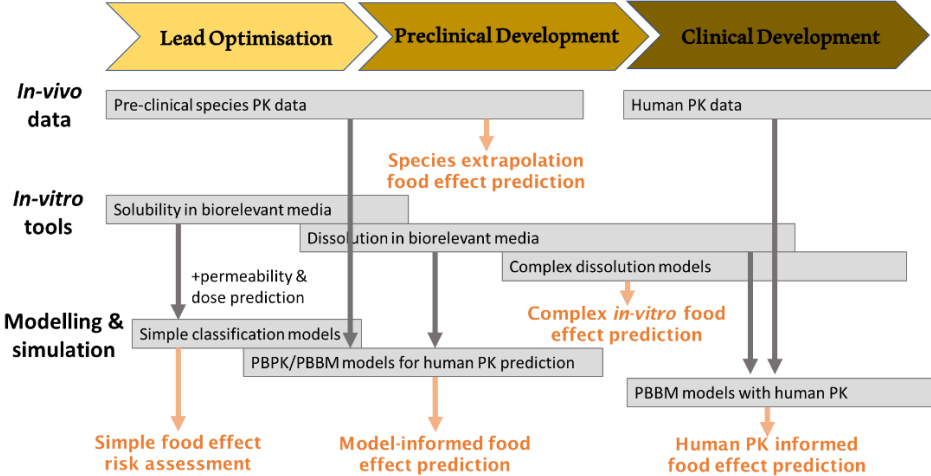 Lead Optimisation
Preclinical Development
Clinical Development
In-vivo
data
Pre-clinical species PK data
Human PK data
Species extrapolation
food effect prediction
In-vitro
tools
Solubility in biorelevant media
Dissolution in biorelevant media
Complex dissolution models
+permeability &
dose prediction
Complex in-vitro food
effect prediction
Modelling &
simulation
Simple classification models
PBPK/PBBM models for human PK prediction
PBBM models with human PK
Simple food effect
risk assessment
Model-informed food
effect prediction
Human PK informed
food effect prediction